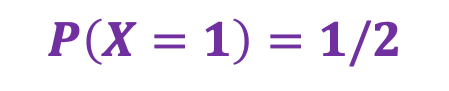 P(X = 1) = 1/2